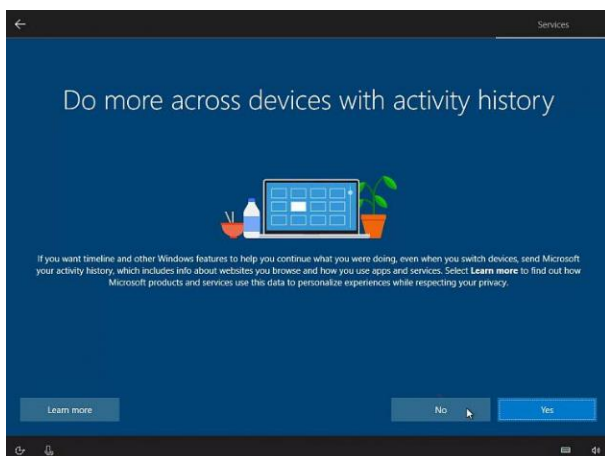 Services
Do more across devices with activity history
If you want timeline and other Windows features to help you continue what you were doing, even when you switch devices, send Microsoft
your activity history, which includes info about websites you browse and how you use apps and services. Select Learn more to find out how
Microsoft products and services use this data to personalize experiences while respecting your privacy.
Learn more
No
Yes